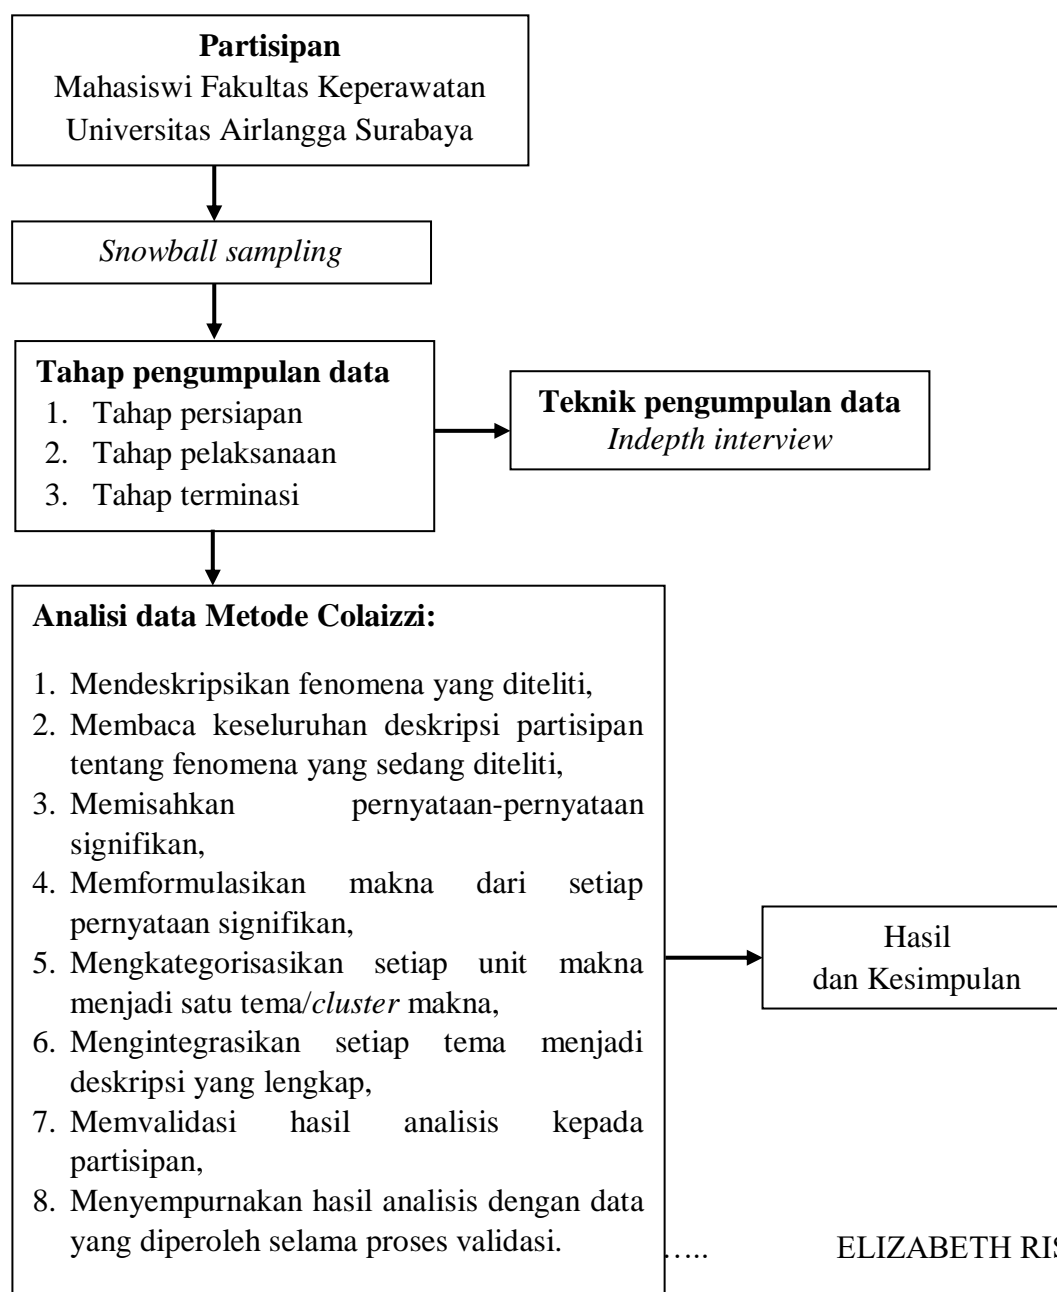 Partisipan
Mahasiswi Fakultas Keperawatan
Universitas Airlangga Surabaya
Snowball sampling
Tahap pengumpulan data
1. Tahap persiapan
2. Tahap pelaksanaan
3. Tahap terminasi
Teknik pengumpulan data
Indepth interview
Analisi data Metode Colaizzi:
1. Mendeskripsikan fenomena yang diteliti,
2. Membaca keseluruhan deskripsi partisipan
tentang fenomena yang sedang diteliti,
3. Memisahkan pernyataan-pernyataan
signifikan,
4. Memformulasikan makna dari setiap
pernyataan signifikan,
5. Mengkategorisasikan setiap unit makna
menjadi satu tema/cluster makna,
6. Mengintegrasikan setiap tema menjadi
deskripsi yang lengkap,
7. Memvalidasi hasil analisis kepada
partisipan,
8. Menyempurnakan hasil analisis dengan data
yang diperoleh selama proses validasi.
Hasil
dan Kesimpulan
….. ELIZABETH RIS